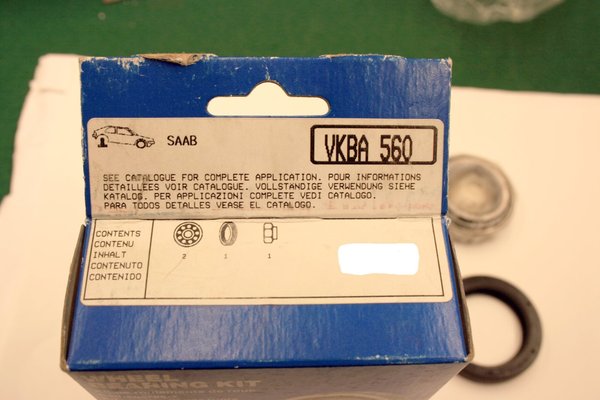 SAAB
VKBA 560
SEE CATALOGUE FOR COMPLETE APPLICATION. POUR INFORMATIONS
DETAILLEES VOIR CATALOGUE. VOLLSTANDIGE VERWENDUNG SIEHE
KATALOG. PER APPLICAZIONI COMPLETE VEDI CATALOGO.
PARA TODOS DETALLES VEASE EL CATALOGO.
CONTENTS
CONTENU
INHALT
CONTENUTO
CONTENIDO
2 1 1
WHEEL
BEARING KIT